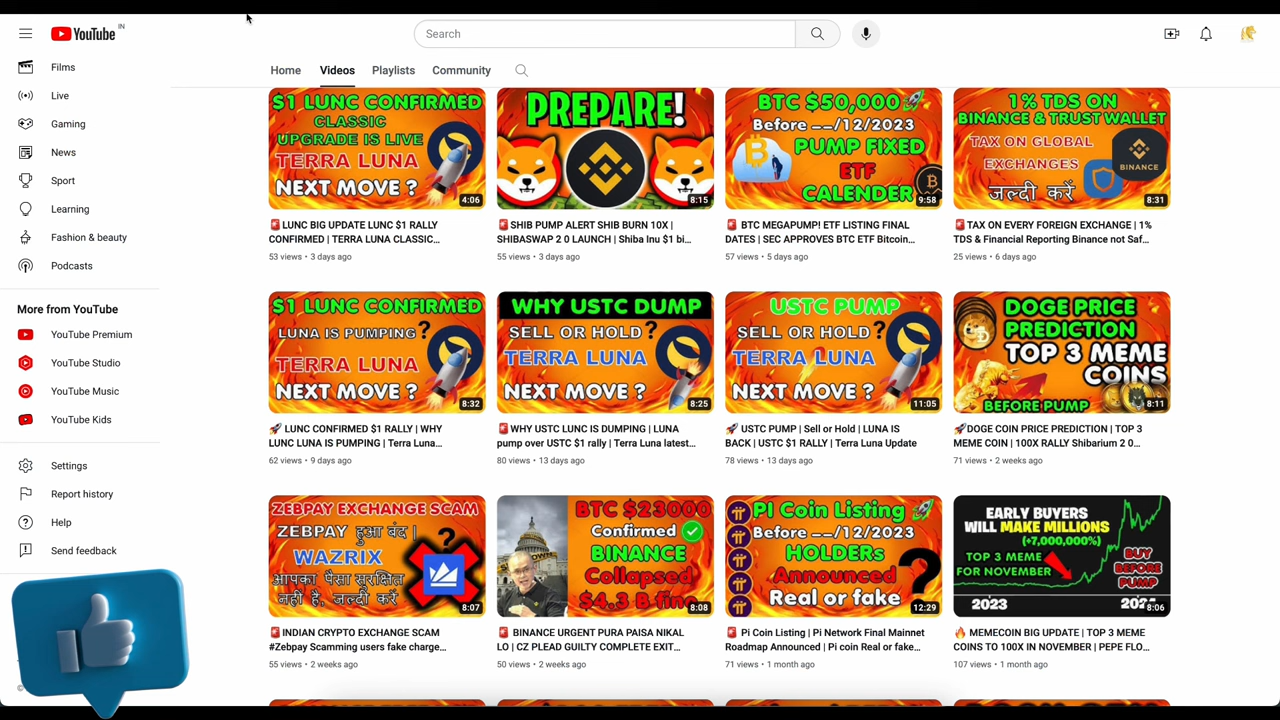 YouTube IN
Search
Films
Live
Gaming
News
Sport
Learning
Fashion & beauty
Podcasts
More from YouTube
YouTube Premium
YouTube Studio
YouTube Music
YouTube Kids
Settings
Report history
Help
Send feedback
Home Videos Playlists Community
$1 LUNC CONFIRMED
CLASSIC
UPGRADE IS LIVE
TERRA LUNA
NEXT MOVE ?
4:06
🚨 LUNC BIG UPDATE LUNC $1 RALLY
CONFIRMED | TERRA LUNA CLASSIC...
53 views • 3 days ago
PREPARE!
8:15
🚨 SHIB PUMP ALERT SHIB BURN 10X |
SHIBASWAP 2 0 LAUNCH | Shiba Inu $1 bi...
55 views • 3 days ago
BTC $50,000🚀
Before --/12/2023
PUMP FIXED
ETF
CALENDER
9:58
🚨 BTC MEGAPUMP! ETF LISTING FINAL
DATES | SEC APPROVES BTC ETF Bitcoin...
57 views • 5 days ago
1% TDS ON
BINANCE & TRUST WALLET
TAX ON GLOBAL
EXCHANGES
BINANCE
जल्दी करें
8:31
🚨TAX ON EVERY FOREIGN EXCHANGE | 1%
TDS & Financial Reporting Binance not Saf...
25 views • 6 days ago
$1 LUNC CONFIRMED
LUNA IS PUMPING?
TERRA LUNA
NEXT MOVE ?
8:32
🚀 LUNC CONFIRMED $1 RALLY | WHY
LUNC LUNA IS PUMPING | Terra Luna...
62 views • 9 days ago
WHY USTC DUMP
SELL OR HOLD?
TERRA LUNA
NEXT MOVE ?
8:25
🚨WHY USTC LUNC IS DUMPING | LUNA
pump over USTC $1 rally | Terra Luna latest...
80 views • 13 days ago
USTC PUMP
SELL OR HOLD?
TERRA LUNA
NEXT MOVE ?
11:05
🚀 USTC PUMP | Sell or Hold | LUNA IS
BACK | USTC $1 RALLY | Terra Luna Update
78 views • 13 days ago
DOGE PRICE
PREDICTION
TOP 3 MEME
COINS
BEFORE PUMP
8:11
🚀DOGE COIN PRICE PREDICTION | TOP 3
MEME COIN | 100X RALLY Shibarium 2 0...
71 views • 2 weeks ago
ZEBPAY EXCHANGE SCAM
ZEBPAY हुआ बंद | ?
WAZRIX
आपका पैसा सुरक्षित
नही है, जल्दी करें
8:07
🚨INDIAN CRYPTO EXCHANGE SCAM
#Zebpay Scamming users fake charge...
55 views • 2 weeks ago
BTC $23000
Confirmed
BINANCE
Collapsed
$4.3 B fine
8:08
🚨 BINANCE URGENT PURA PAISA NIKAL
LO | CZ PLEAD GUILTY COMPLETE EXIT...
50 views • 2 weeks ago
PI Coin Listing 🚀
Before --/12/2023
HOLDERs
Announced
Real or fake ?
12:29
🚨 Pi Coin Listing | Pi Network Final Mainnet
Roadmap Announced | Pi coin Real or fake...
71 views • 1 month ago
EARLY BUYERS
WILL MAKE MILLIONS
(+7,000,000%)
TOP 3 MEME
FOR NOVEMBER
BUY
BEFORE
PUMP
2023
8:06
🔥 MEMECOIN BIG UPDATE | TOP 3 MEME
COINS TO 100X IN NOVEMBER | PEPE FLO...
107 views • 1 month ago